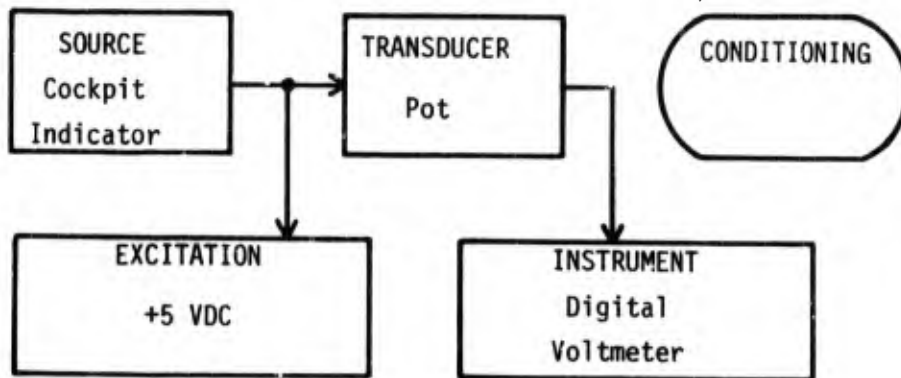 SOURCE
Cockpit
Indicator
TRANSDUCER
Pot
CONDITIONING
EXCITATION
+5 VDC
INSTRUMENT
Digital
Voltmeter